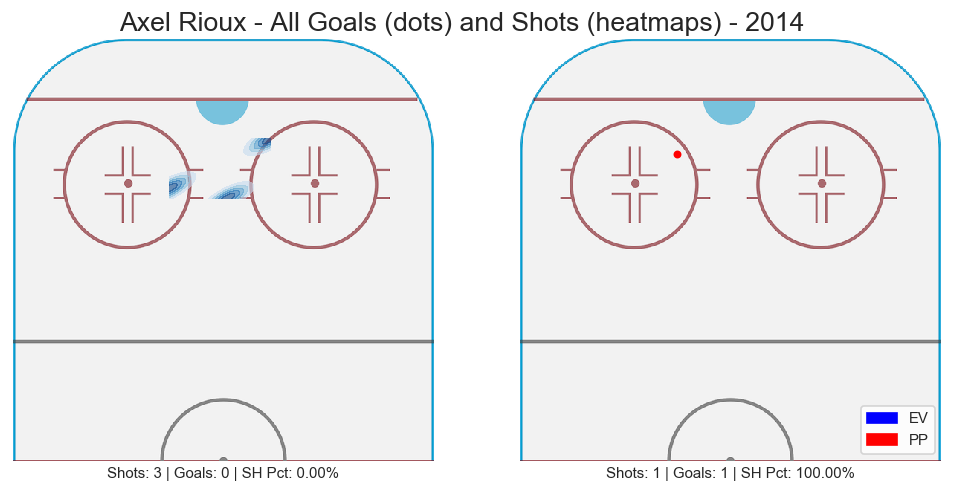 Axel Rioux - All Goals (dots) and Shots (heatmaps) - 2014
EV
PP
Shots: 3 | Goals: 0 | SH Pct: 0.00%
Shots: 1 | Goals: 1 | SH Pct: 100.00%